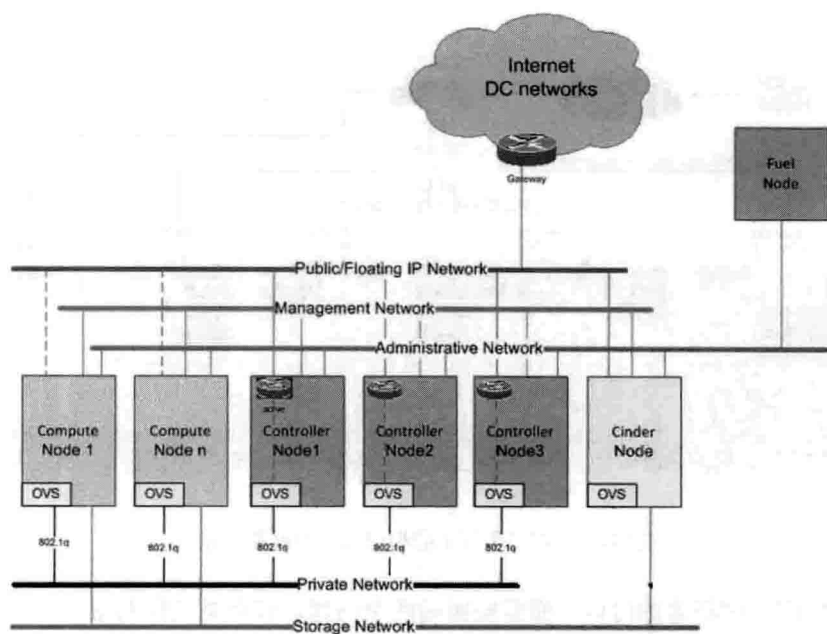 Internet
DC networks
Gateway
Fuel
Node
Public/Floating IP Network
Management Network
Administrative Network
Compute
Node 1
Compute
Node n
active
Controller
Node1
Controller
Node2
Controller
Node3
Cinder
Node
OVS
OVS
OVS
OVS
OVS
OVS
802.1q
802.1q
802.1q
802.1q
802.1q
Private Network
Storage Network